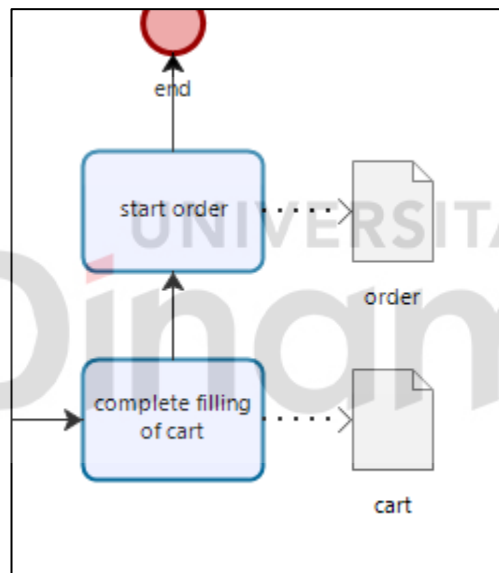 end
start order
order
complete filling
of cart
cart
UNIVERSITA
Dinam